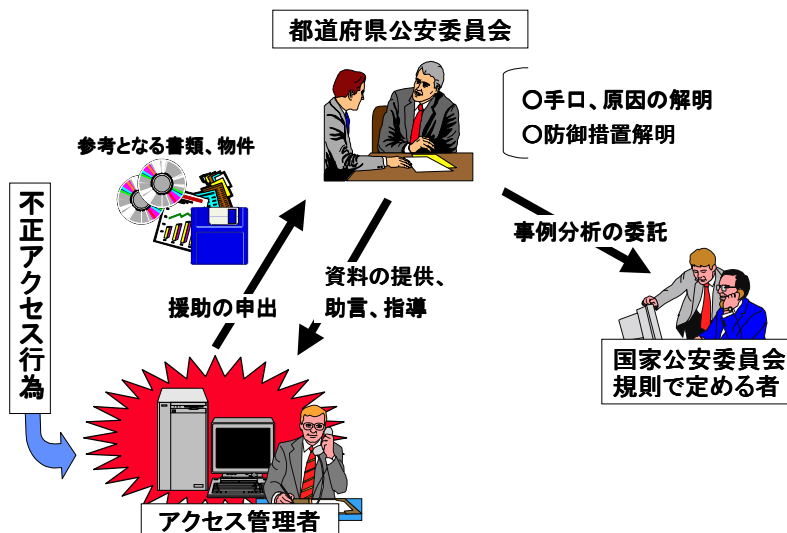 都道府県公安委員会
○手口、原因の解明
○防御措置解明
参考となる書類、物件
不正アクセス行為
事例分析の委託
援助の申出
資料の提供、
助言、指導
国家公安委員会
規則で定める者
アクセス管理者